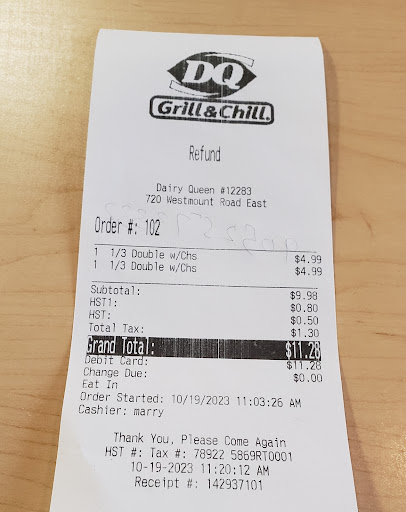 DQ
Grill & Chill.
Refund
Dairy Queen #12283
720 Westmount Road East
Order #: 102
1 1/3 Double w/Chs $4.99
1 1/3 Double w/Chs $4.99
Subtotal: $9.98
HST1: $0.80
HST: $0.50
Total Tax: $1.30
Grand Total: $11.28
Debit Card: $11.28
Change Due: $0.00
Eat In
Order Started: 10/19/2023 11:03:26 AM
Cashier: marry
Thank You, Please Come Again
HST #: Tax #: 78922 5869RT0001
10-19-2023 11:20:12 AM
Receipt #: 142937101